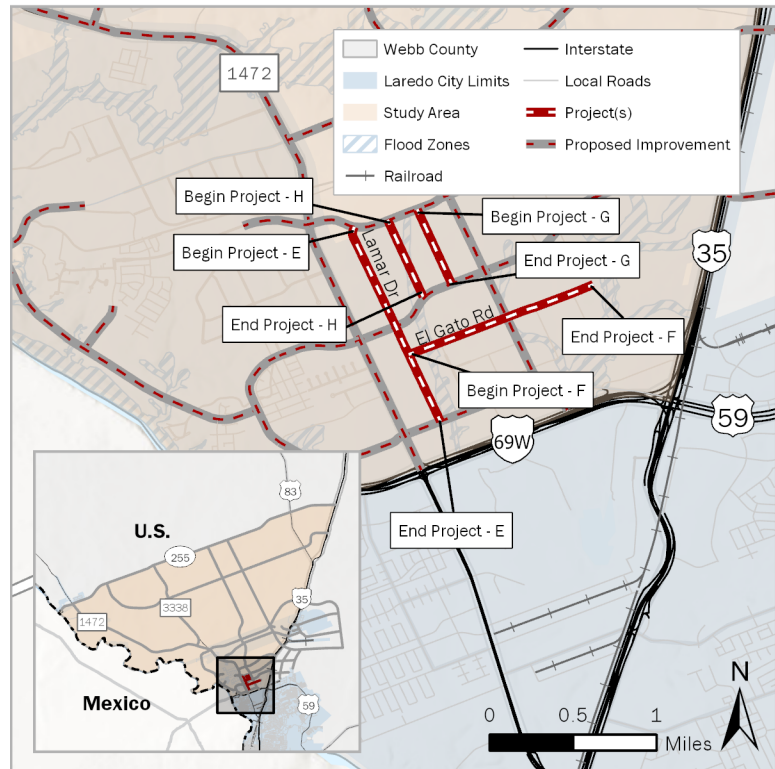 1472
Webb County
Interstate
Laredo City Limits
Local Roads
Study Area
Project(s)
Flood Zones
Proposed Improvement
Railroad
Begin Project - H
Begin Project - G
Begin Project - E
Lamar Dr
35
End Project - G
End Project - H
El Gato Rd
End Project - F
Begin Project - F
59
69W
End Project - E
83
U.S.
255
35
3338
1472
Mexico
59
N
0 0.5 1
Miles